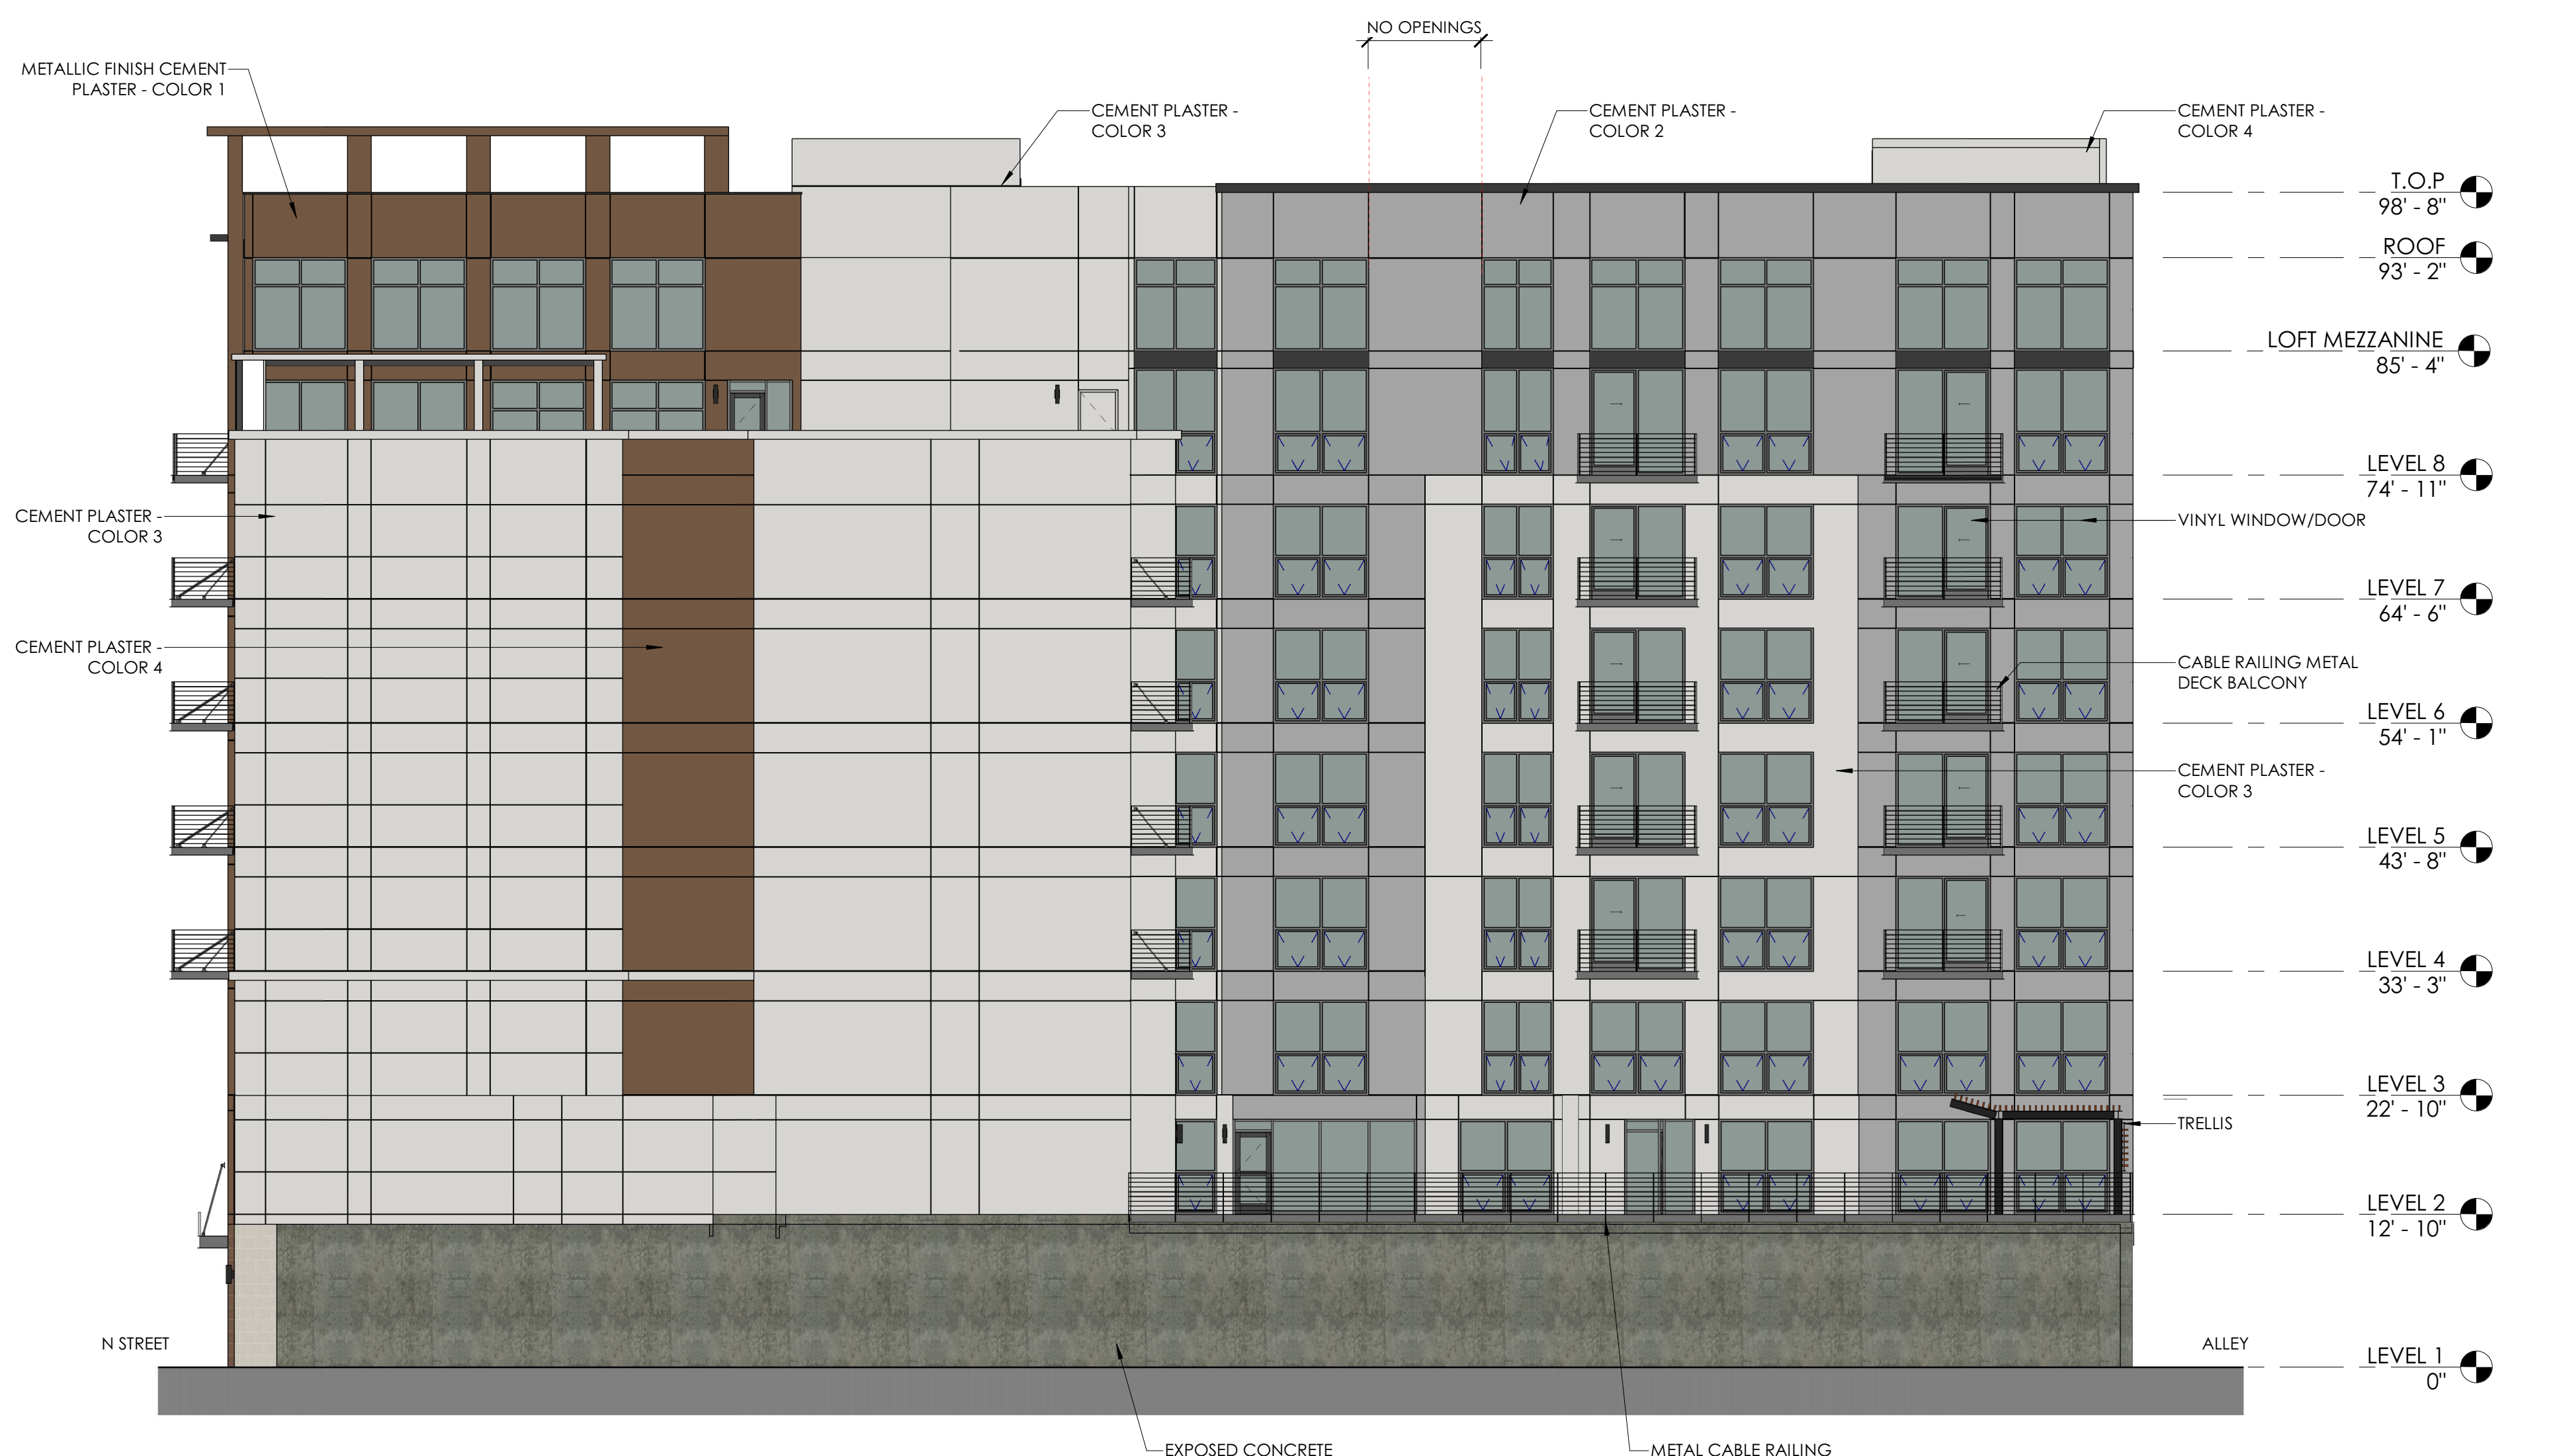 NO OPENINGS
METALLIC FINISH CEMENT
PLASTER - COLOR 1
CEMENT PLASTER -
COLOR 3
CEMENT PLASTER -
COLOR 2
CEMENT PLASTER -
COLOR 4
T.O.P
98' - 8"
ROOF
93' - 2"
LOFT MEZZANINE
85' - 4"
LEVEL 8
74' - 11"
CEMENT PLASTER -
COLOR 3
VINYL WINDOW/DOOR
LEVEL 7
64' - 6"
CEMENT PLASTER -
COLOR 4
CABLE RAILING METAL
DECK BALCONY
LEVEL 6
54' - 1"
CEMENT PLASTER -
COLOR 3
LEVEL 5
43' - 8"
LEVEL 4
33' - 3"
LEVEL 3
22' - 10"
TRELLIS
LEVEL 2
12' - 10"
N STREET
ALLEY
LEVEL 1
0"
EXPOSED CONCRETE
METAL CABLE RAILING